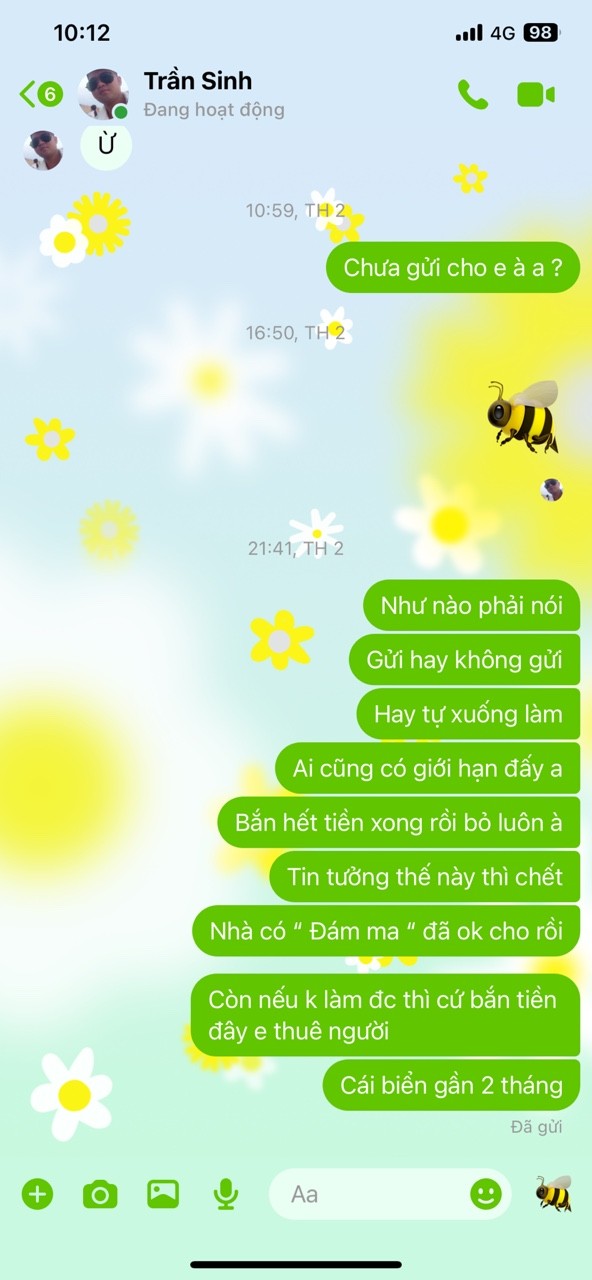 10:12
4G 98
6
Trần Sinh
Đang hoạt động
Ừ
10:59, TH 2
Chưa gửi cho e à a ?
16:50, TH 2
21:41, TH 2
Như nào phải nói
Gửi hay không gửi
Hay tự xuống làm
Ai cũng có giới hạn đấy a
Bắn hết tiền xong rồi bỏ luôn à
Tin tưởng thế này thì chết
Nhà có “ Đám ma “ đã ok cho rồi
Còn nếu k làm đc thì cứ bắn tiền
đây e thuê người
Cái biển gần 2 tháng
Đã gửi
Aa